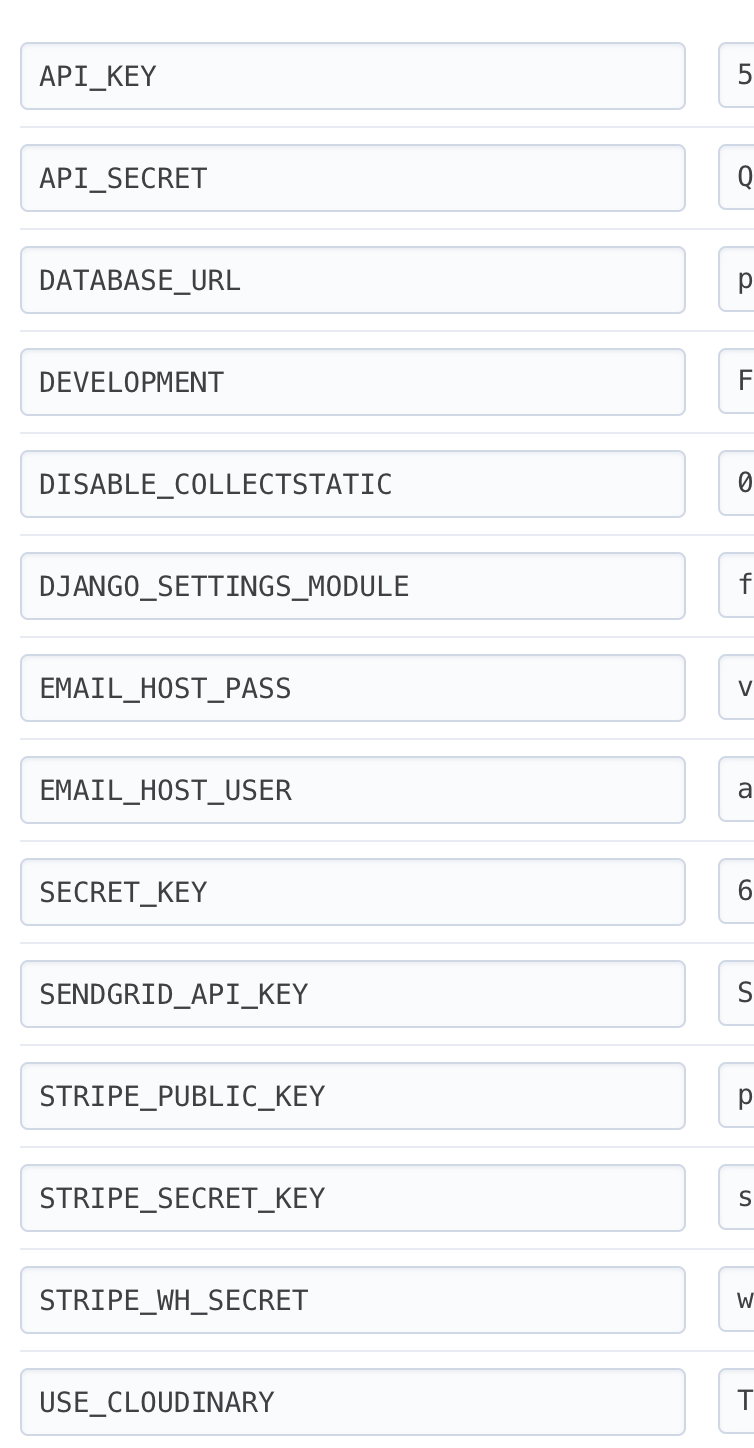 API_KEY 5
API_SECRET Q
DATABASE_URL p
DEVELOPMENT F
DISABLE_COLLECTSTATIC 0
DJANGO_SETTINGS_MODULE f
EMAIL_HOST_PASS v
EMAIL_HOST_USER a
SECRET_KEY 6
SENDGRID_API_KEY S
STRIPE_PUBLIC_KEY p
STRIPE_SECRET_KEY s
STRIPE_WH_SECRET w
USE_CLOUDINARY T